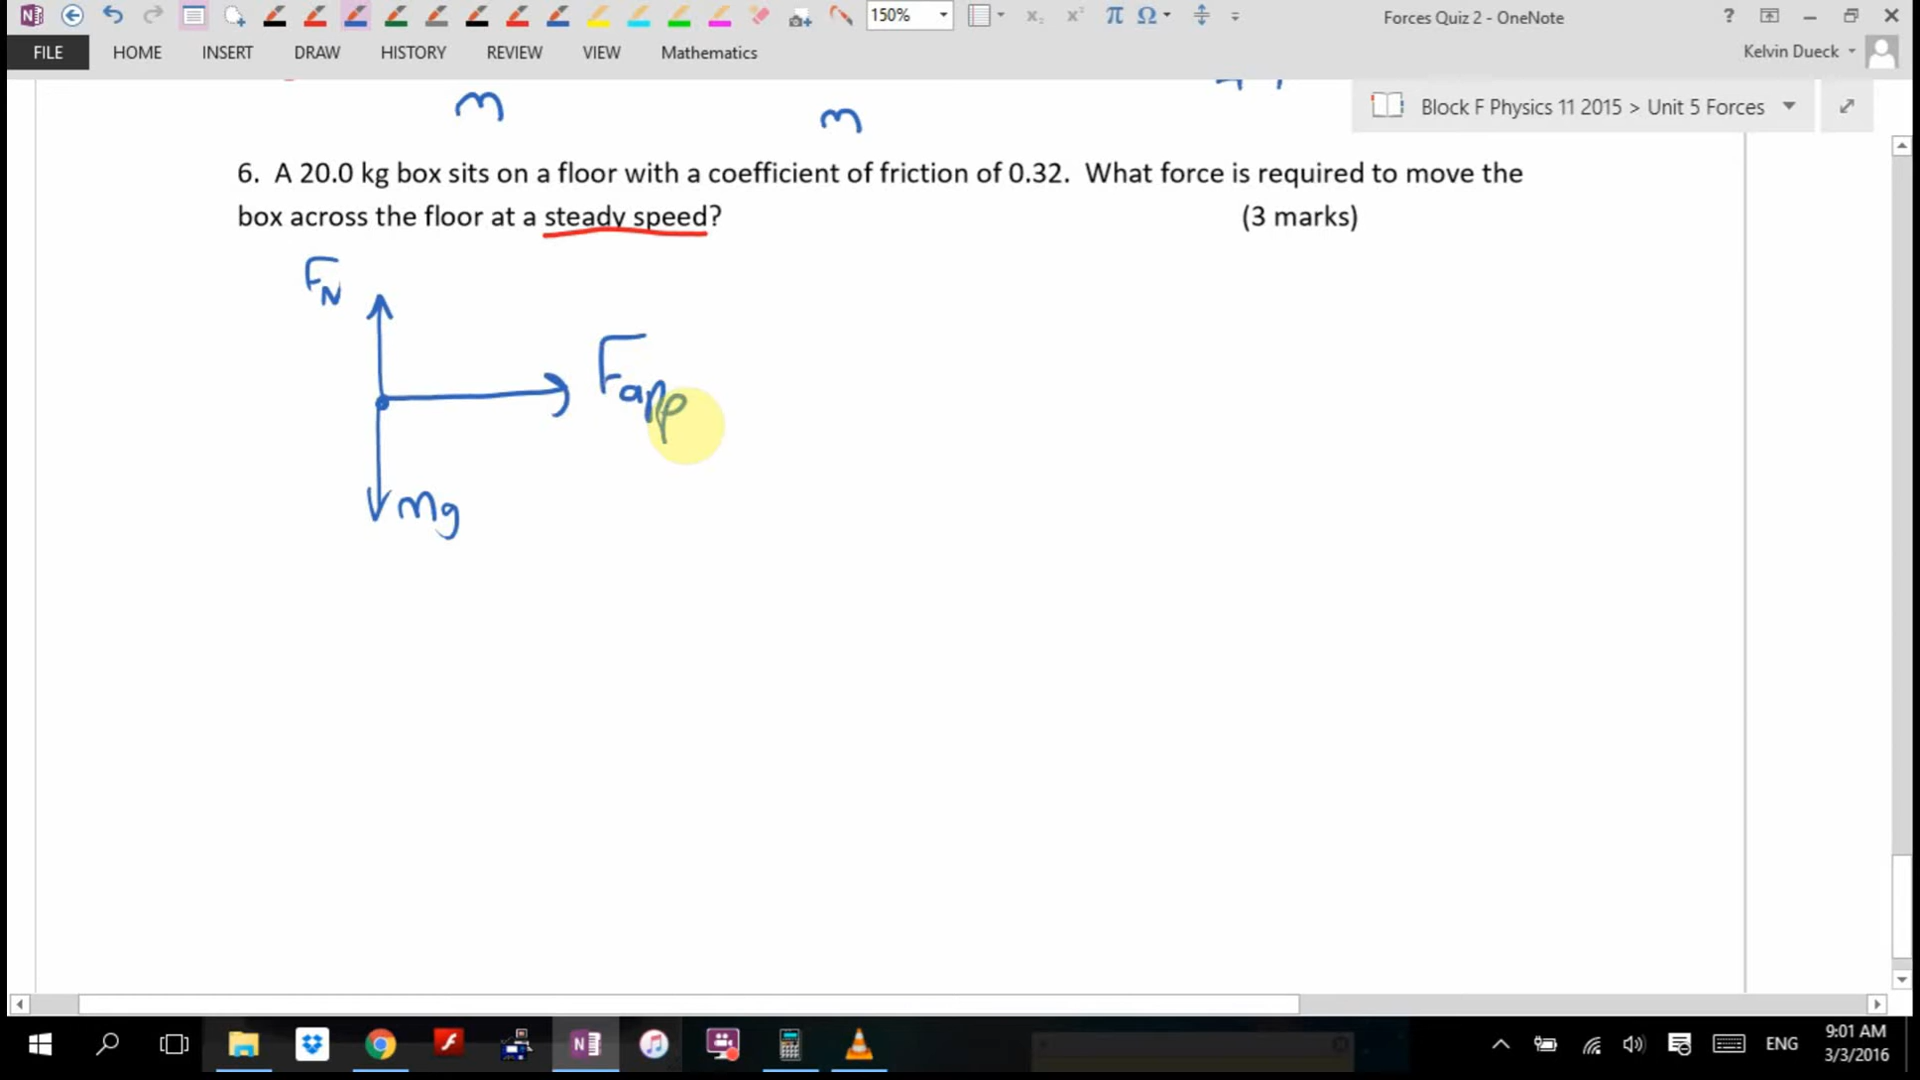 150%
x₂ x² π Ω
Forces Quiz 2 - OneNote
?
FILE HOME INSERT DRAW HISTORY REVIEW VIEW Mathematics
Kelvin Dueck
Block F Physics 11 2015 > Unit 5 Forces
m
m
6. A 20.0 kg box sits on a floor with a coefficient of friction of 0.32. What force is required to move the
box across the floor at a steady speed? (3 marks)
FN
Fapp
mg
ENG
9:01 AM
3/3/2016